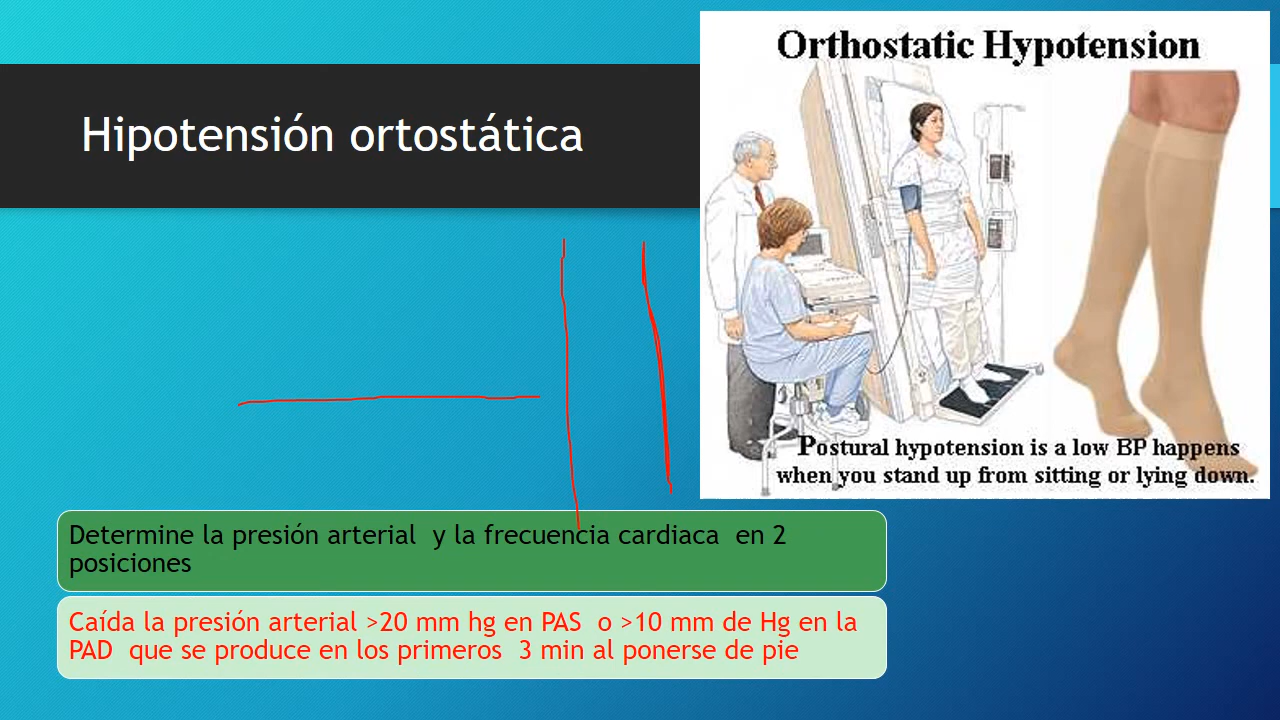 Orthostatic Hypotension
Hipotensión ortostática
Postural hypotension is a low BP happens
when you stand up from sitting or lying down.
Determine la presión arterial y la frecuencia cardiaca en 2
posiciones
Caída la presión arterial >20 mm hg en PAS o >10 mm de Hg en la
PAD que se produce en los primeros 3 min al ponerse de pie